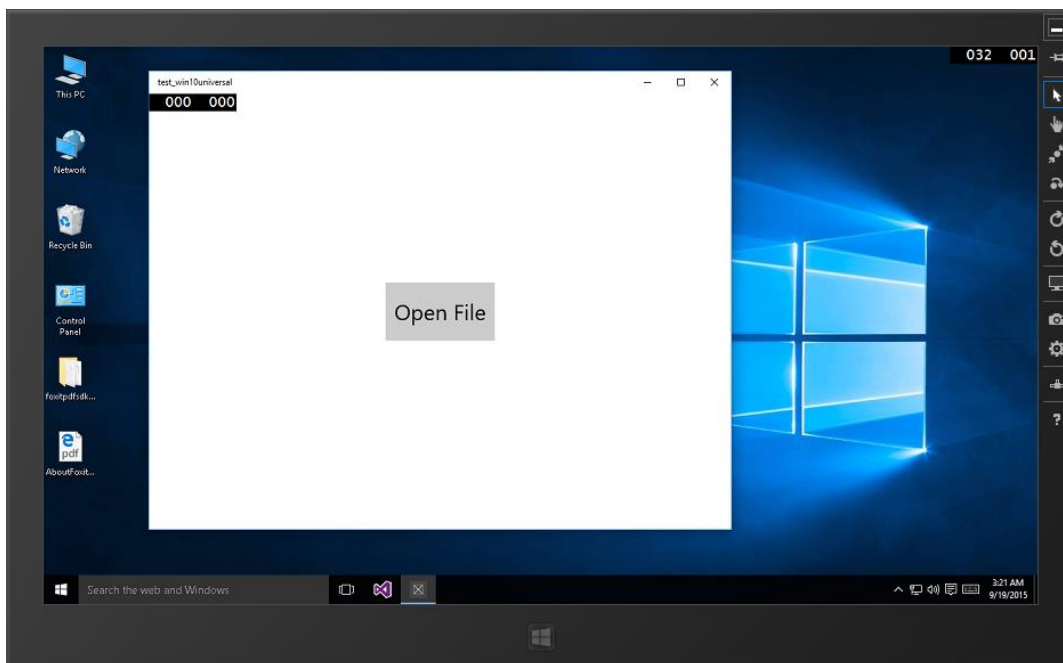 032 001
This PC
test_win10universal
000 000
Network
Recycle Bin
Open File
Control
Panel
foxitpdfsdk...
e
pdf
AboutFoxit...
Search the web and Windows
3:21 AM
9/19/2015
?